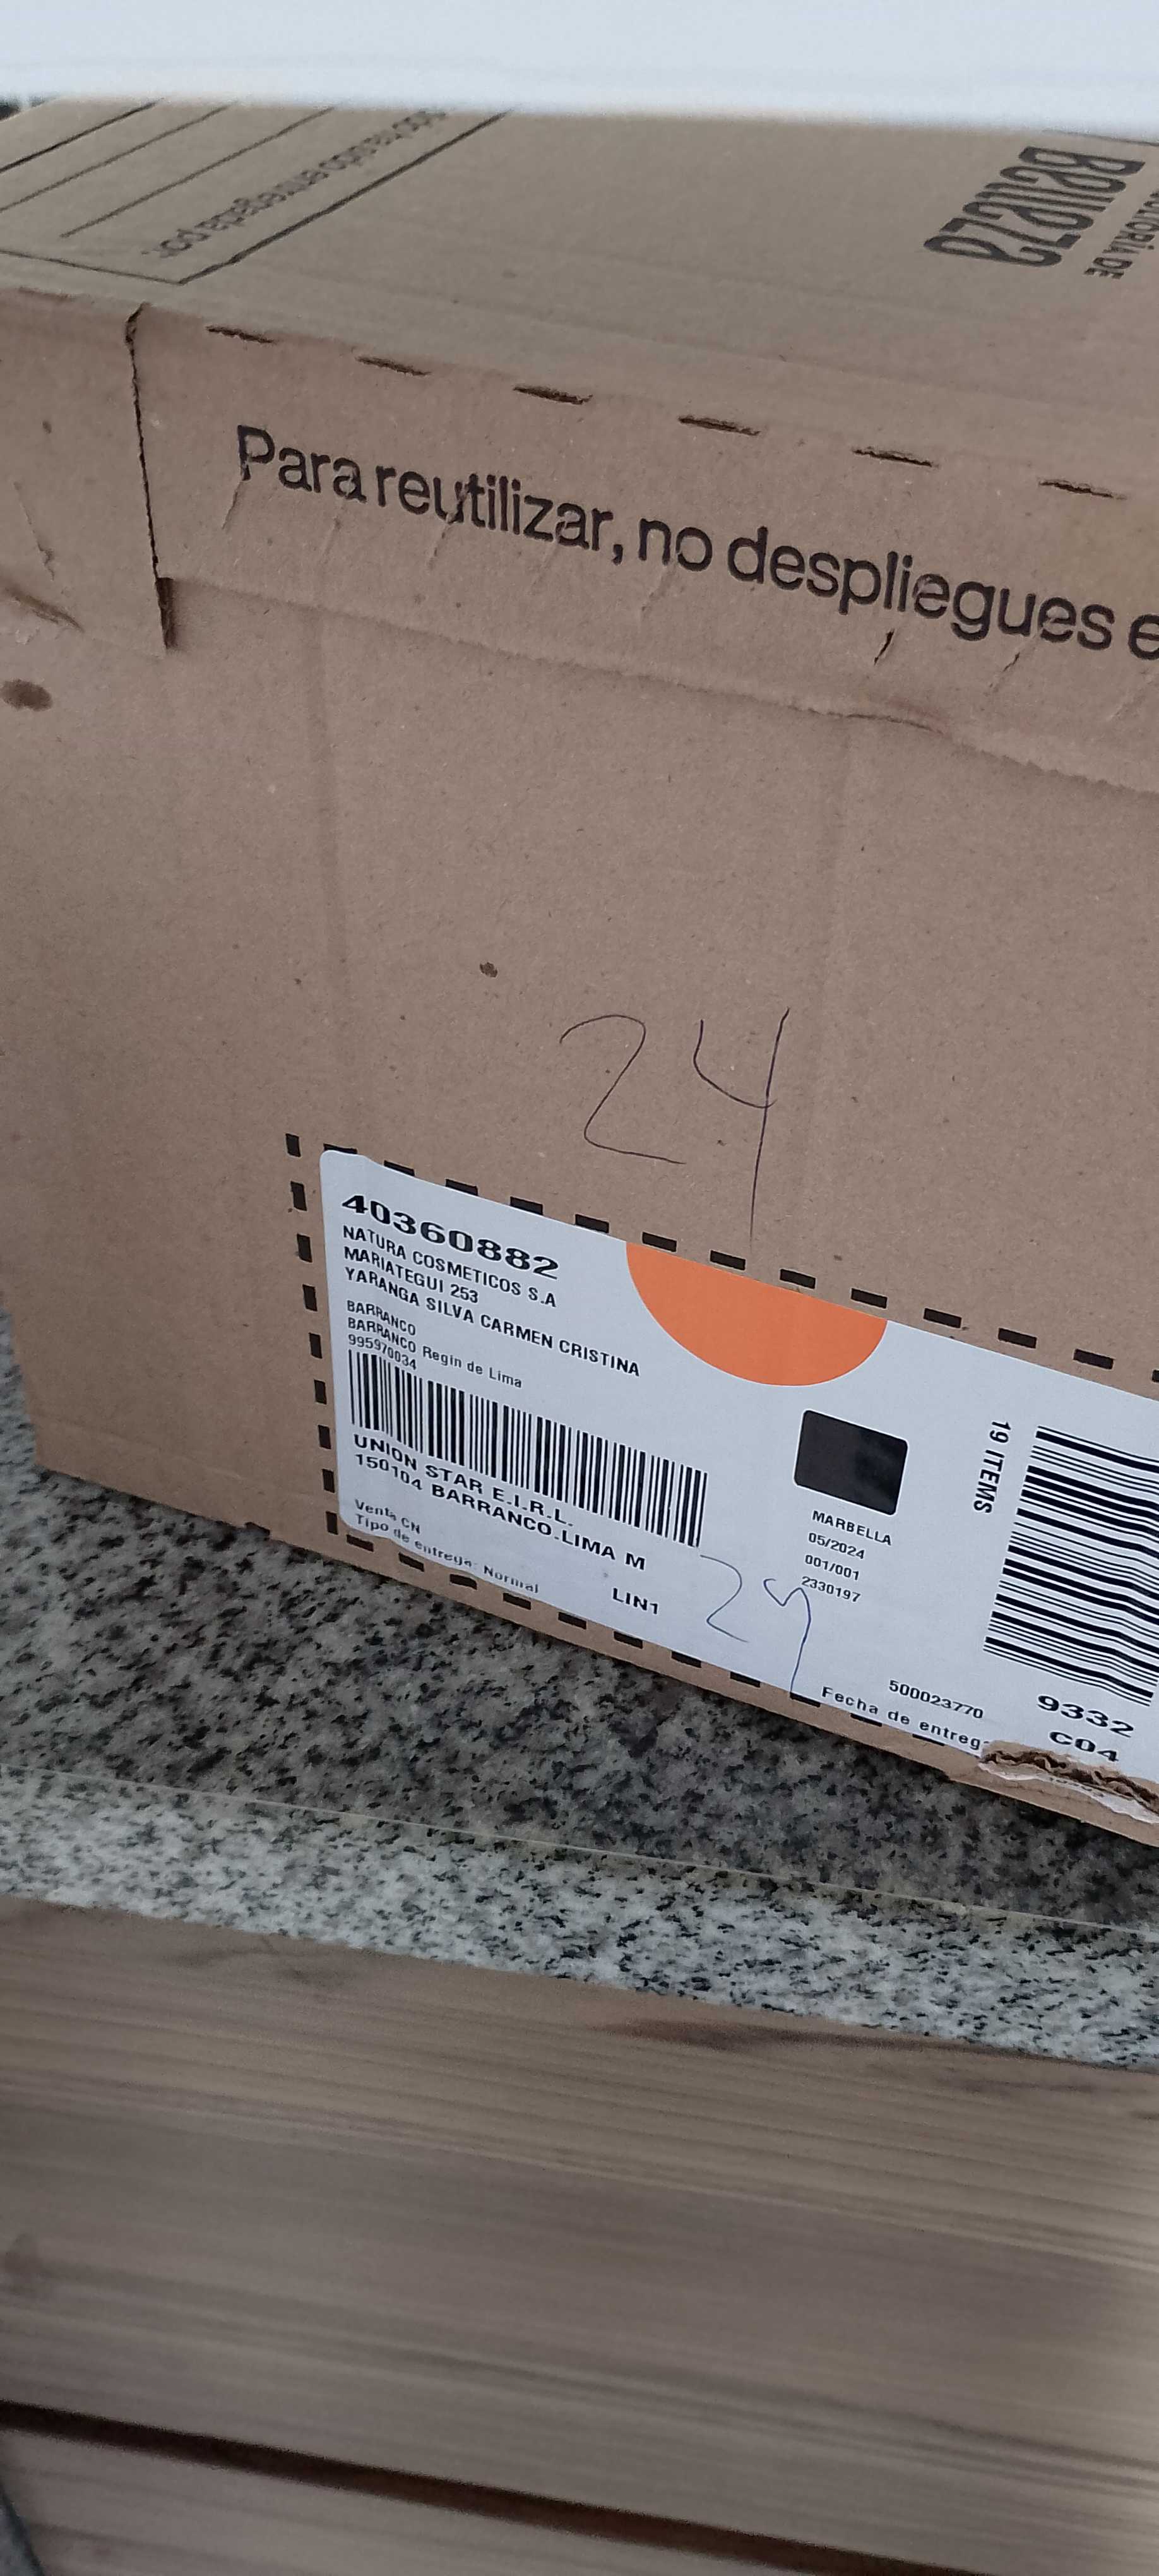 Belleza
Para reutilizar, no despliegues e
24
40360882
NATURA COSMETICOS S.A
MARIATEGUI 253
YARANGA SILVA CARMEN CRISTINA
BARRANCO
BARRANCO Regin de Lima
995970034
UNION STAR E.I.R.L.
150104 BARRANCO.LIMA M
Venta CN
Tipo de entrega: Normal
LIN1
24
MARBELLA
05/2024
001/001
2330197
19 ITEMS
500023770
Fecha de entreg
9332
C04